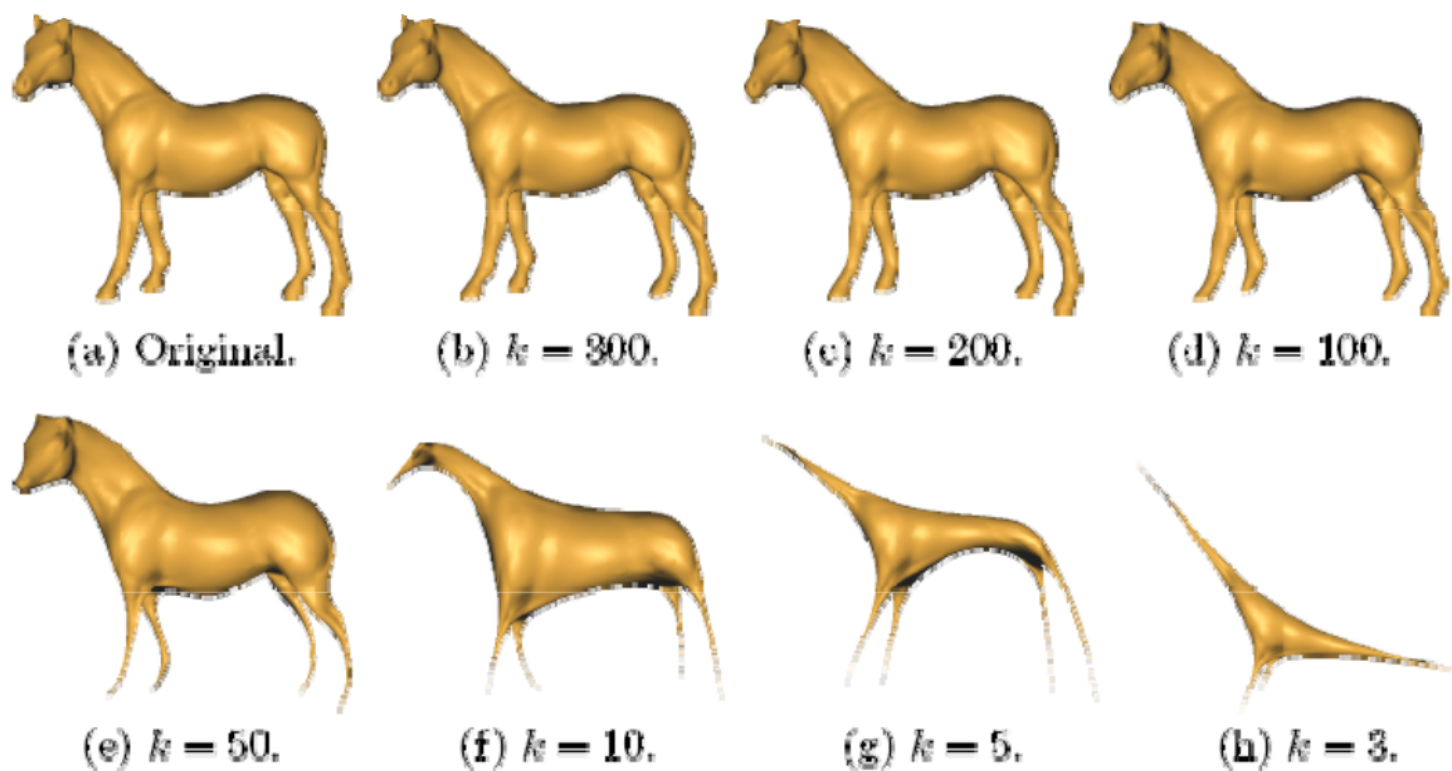 (a) Original.
(b) k = 300.
(c) k = 200.
(d) k = 100.
(e) k = 50.
(f) k = 10.
(g) k = 5.
(h) k = 3.